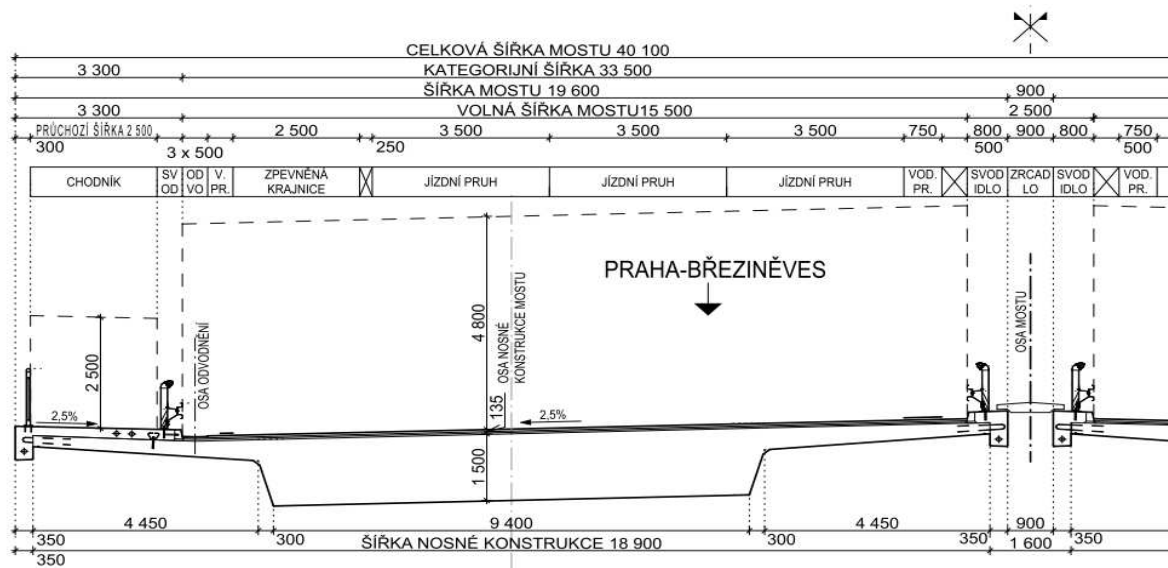 CELKOVÁ ŠÍŘKA MOSTU 40 100
3 300 KATEGORIJNÍ ŠÍŘKA 33 500
ŠÍŘKA MOSTU 19 600 900
3 300 VOLNÁ ŠÍŘKA MOSTU15 500 2 500
PRŮCHOZÍ ŠÍŘKA 2 500 2 500 3 500 3 500 3 500 750 800 900 800 750
300 3 x 500 250 500 500
CHODNÍK
SV
OD
OD
VO
V.
PR.
ZPEVNĚNÁ
KRAJNICE
JÍZDNÍ PRUH
JÍZDNÍ PRUH
JÍZDNÍ PRUH
VOD.
PR.
SVOD
IDLO
ZRCAD
LO
SVOD
IDLO
VOD.
PR.
PRAHA-BŘEZINĚVES
2 500
OSA ODVODNĚNÍ
4 800
135
OSA NOSNÉ
KONSTRUKCE MOSTU
OSA MOSTU
2,5%
2,5%
1 500
4 450 9 400 4 450 900
350 300 300 350 350
ŠÍŘKA NOSNÉ KONSTRUKCE 18 900 1 600
350